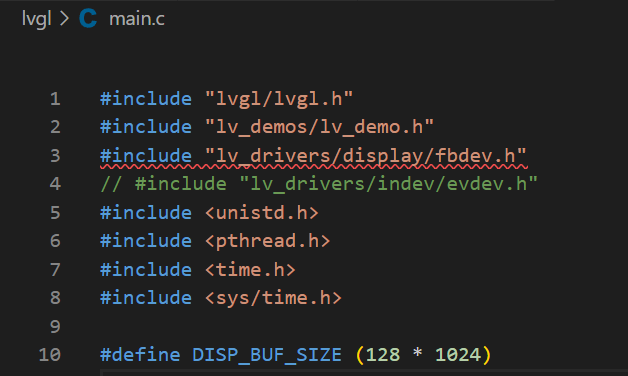 lvgl > C main.c
1 #include "lvgl/lvgl.h"
2 #include "lv_demos/lv_demo.h"
3 #include "lv_drivers/display/fbdev.h"
4 // #include "lv_drivers/indev/evdev.h"
5 #include <unistd.h>
6 #include <pthread.h>
7 #include <time.h>
8 #include <sys/time.h>
9
10 #define DISP_BUF_SIZE (128 * 1024)